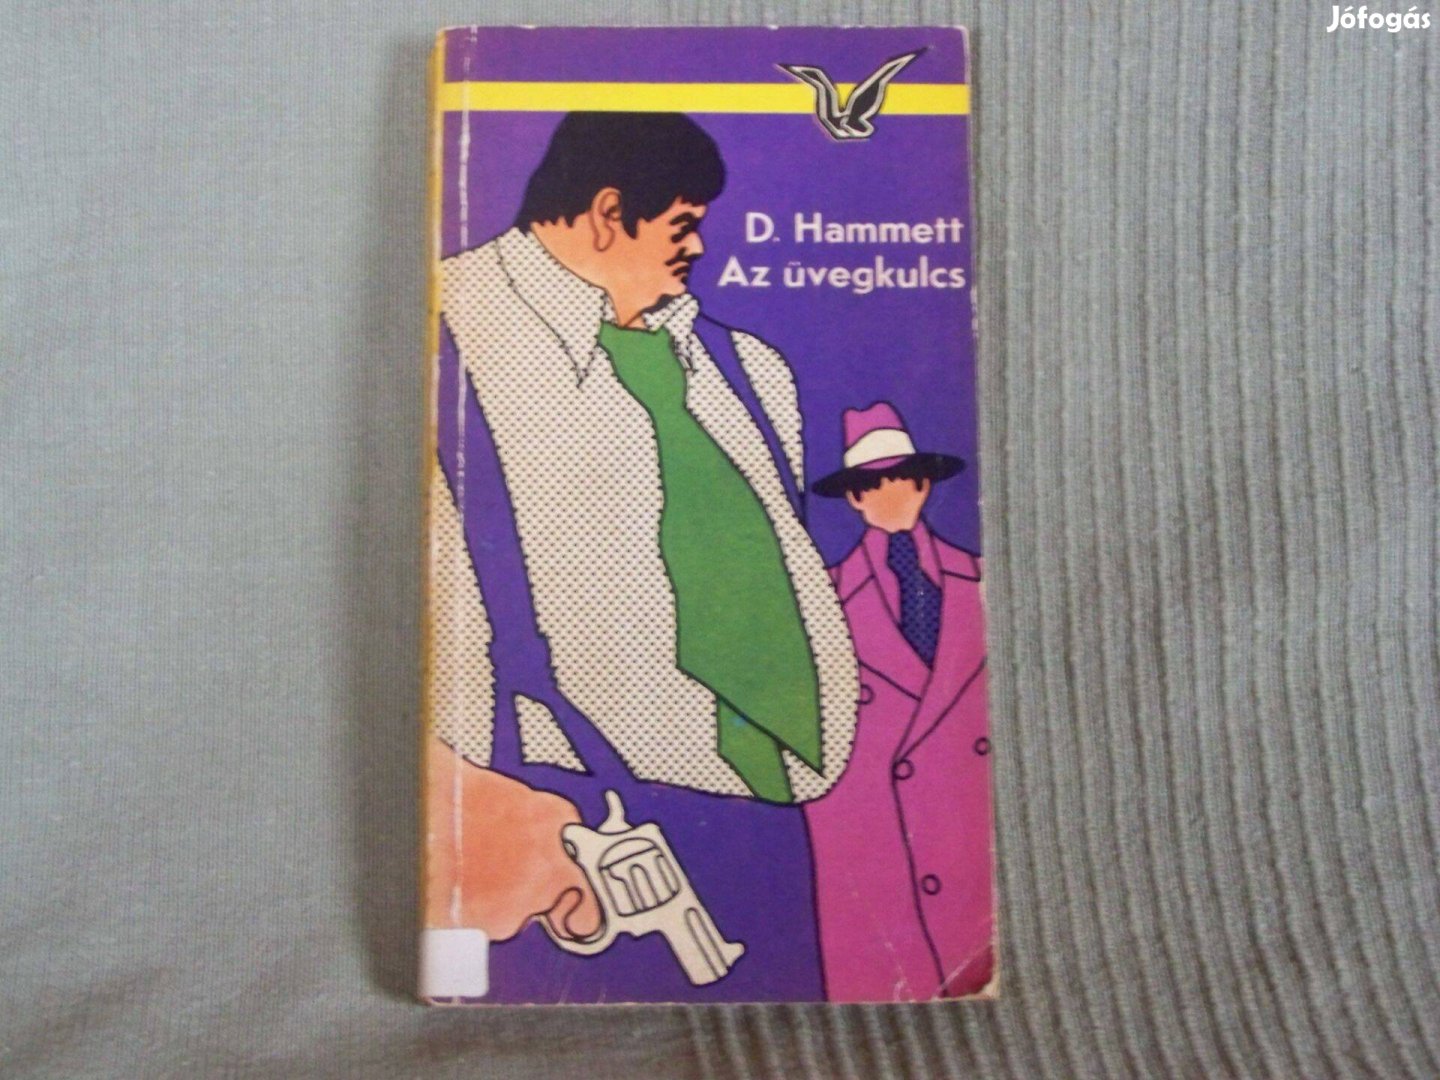 Jófogás
D. Hammett
Az üvegkulcs